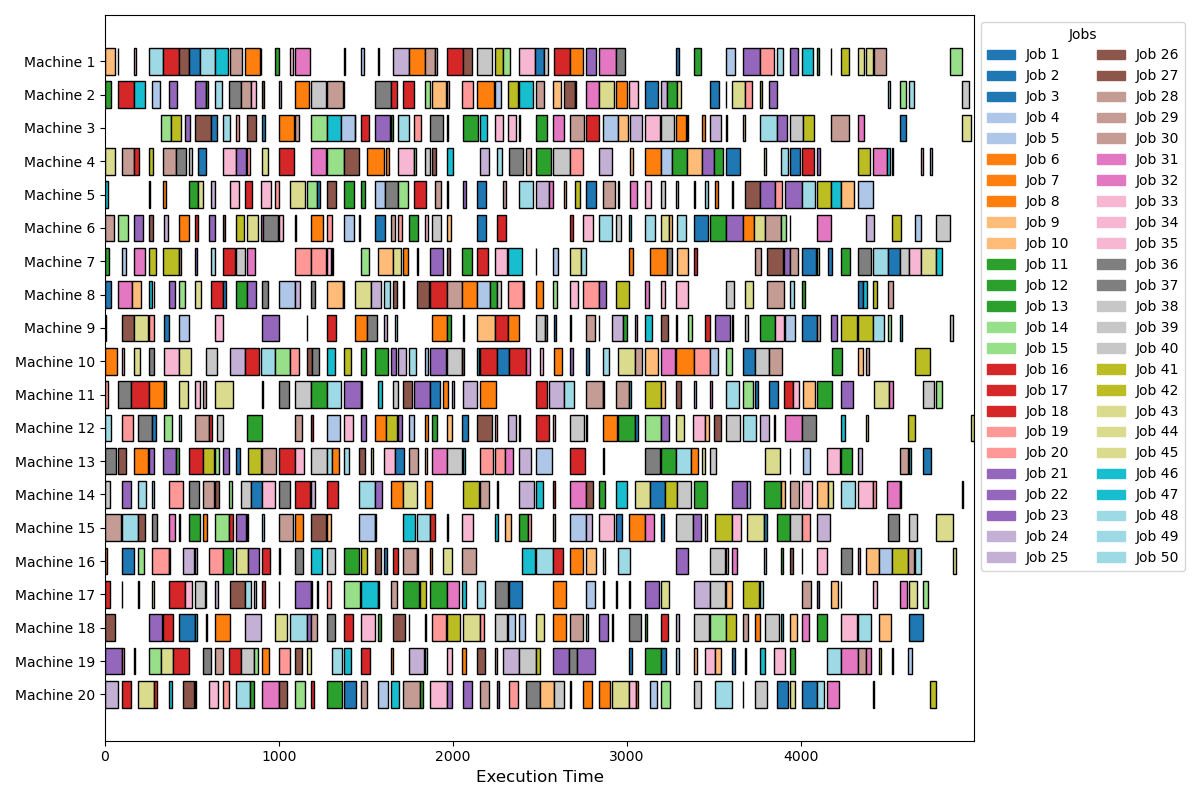 Machine 1
Machine 2
Machine 3
Machine 4
Machine 5
Machine 6
Machine 7
Machine 8
Machine 9
Machine 10
Machine 11
Machine 12
Machine 13
Machine 14
Machine 15
Machine 16
Machine 17
Machine 18
Machine 19
Machine 20
0 1000 2000 3000 4000
Execution Time
Jobs
Job 1
Job 2
Job 3
Job 4
Job 5
Job 6
Job 7
Job 8
Job 9
Job 10
Job 11
Job 12
Job 13
Job 14
Job 15
Job 16
Job 17
Job 18
Job 19
Job 20
Job 21
Job 22
Job 23
Job 24
Job 25
Job 26
Job 27
Job 28
Job 29
Job 30
Job 31
Job 32
Job 33
Job 34
Job 35
Job 36
Job 37
Job 38
Job 39
Job 40
Job 41
Job 42
Job 43
Job 44
Job 45
Job 46
Job 47
Job 48
Job 49
Job 50